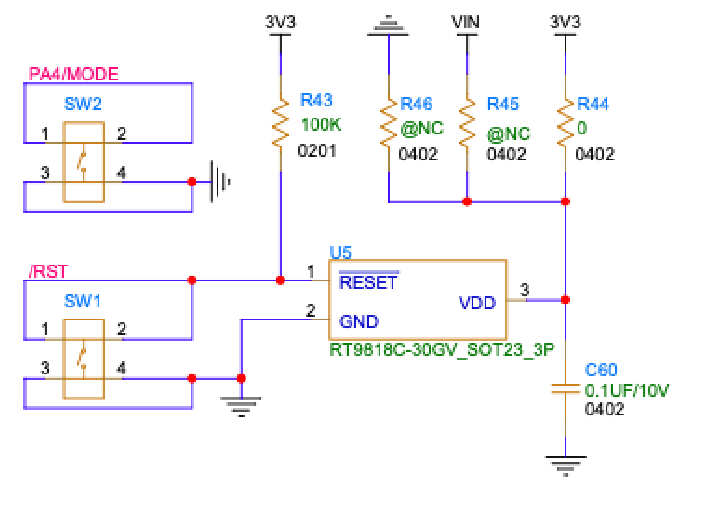 3V3
VIN
3V3
PA4/MODE
SW2
1
2
3
4
R43
100K
0201
R46
@NC
0402
R45
@NC
0402
R44
0
0402
/RST
SW1
1
2
3
4
U5
1
RESET
2
GND
VDD
3
RT9818C-30GV_SOT23_3P
C60
0.1UF/10V
0402